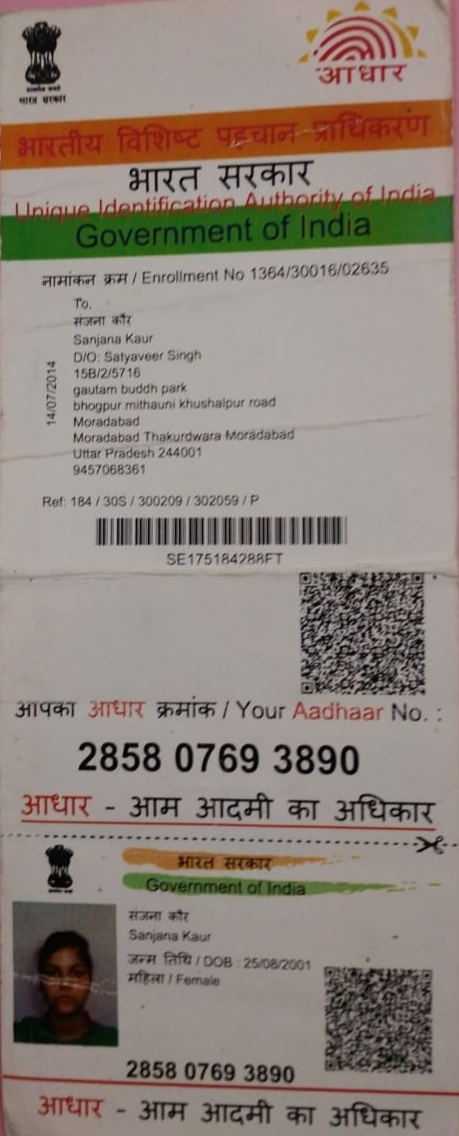 भारत सरकार
आधार
भारतीय विशिष्ट पहचान प्राधिकरण
भारत सरकार
Unique Identification Authority of India
Government of India
नामांकन क्रम / Enrollment No 1364/30016/02635
To,
संजना कौर
Sanjana Kaur
D/O: Satyaveer Singh
15B/2/5716
gautam buddh park
bhogpur mithauni khushalpur road
Moradabad
Moradabad Thakurdwara Moradabad
Uttar Pradesh 244001
9457068361
14/07/2014
Ref: 184 / 30S / 300209 / 302059 / P
SE175184288FT
आपका आधार क्रमांक / Your Aadhaar No. :
2858 0769 3890
आधार - आम आदमी का अधिकार
भारत सरकार
Government of India
संजना कौर
Sanjana Kaur
जन्म तिथि / DOB : 25/08/2001
महिला / Female
2858 0769 3890
आधार - आम आदमी का अधिकार